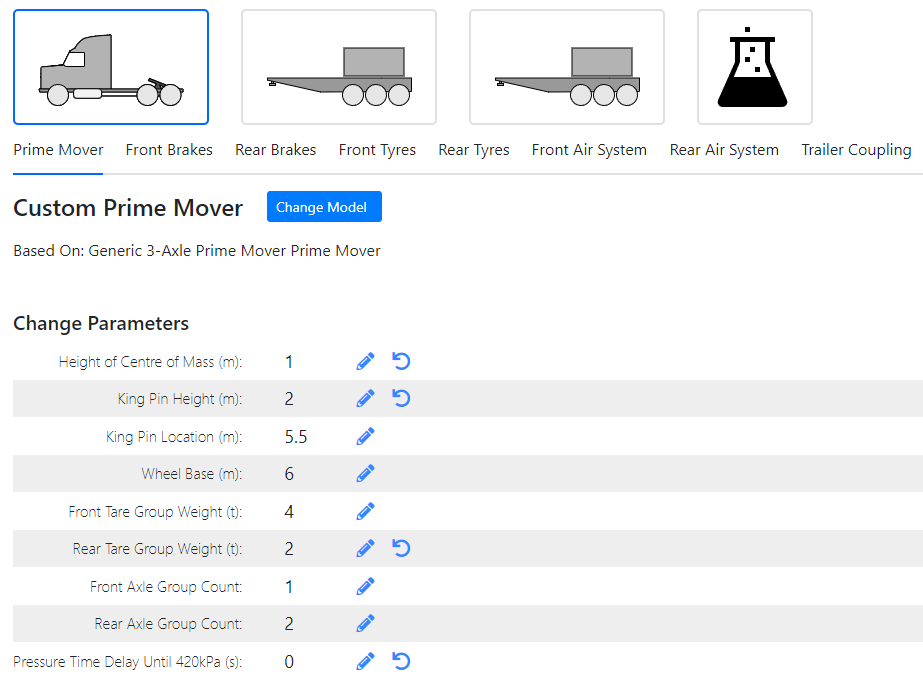 Prime Mover Front Brakes Rear Brakes Front Tyres Rear Tyres Front Air System Rear Air System Trailer Coupling
Custom Prime Mover Change Model
Based On: Generic 3-Axle Prime Mover Prime Mover
Change Parameters
Height of Centre of Mass (m): 1
King Pin Height (m): 2
King Pin Location (m): 5.5
Wheel Base (m): 6
Front Tare Group Weight (t): 4
Rear Tare Group Weight (t): 2
Front Axle Group Count: 1
Rear Axle Group Count: 2
Pressure Time Delay Until 420kPa (s): 0